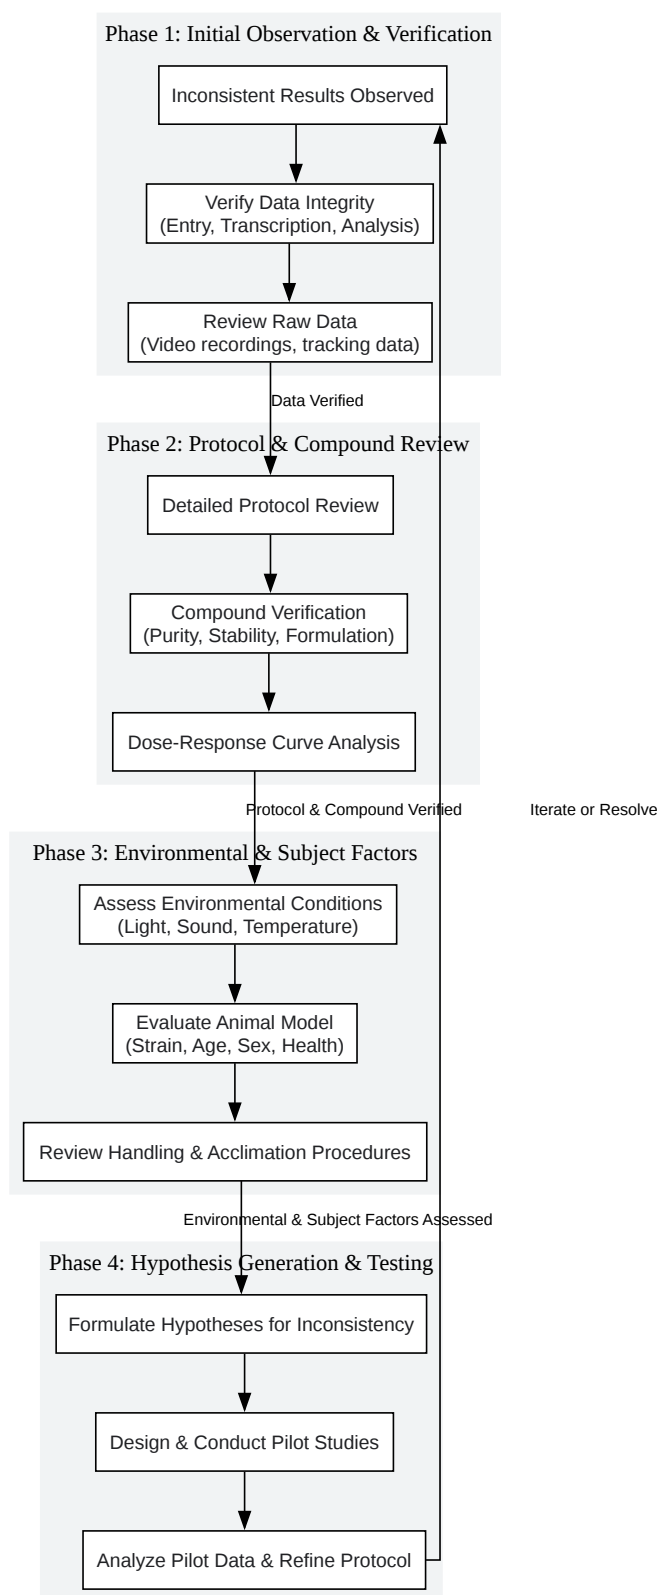 Phase 1: Initial Observation & Verification
Inconsistent Results Observed
Verify Data Integrity
(Entry, Transcription, Analysis)
Review Raw Data
(Video recordings, tracking data)
Data Verified
Phase 2: Protocol & Compound Review
Detailed Protocol Review
Compound Verification
(Purity, Stability, Formulation)
Dose-Response Curve Analysis
Protocol & Compound Verified
Iterate or Resolve
Phase 3: Environmental & Subject Factors
Assess Environmental Conditions
(Light, Sound, Temperature)
Evaluate Animal Model
(Strain, Age, Sex, Health)
Review Handling & Acclimation Procedures
Environmental & Subject Factors Assessed
Phase 4: Hypothesis Generation & Testing
Formulate Hypotheses for Inconsistency
Design & Conduct Pilot Studies
Analyze Pilot Data & Refine Protocol